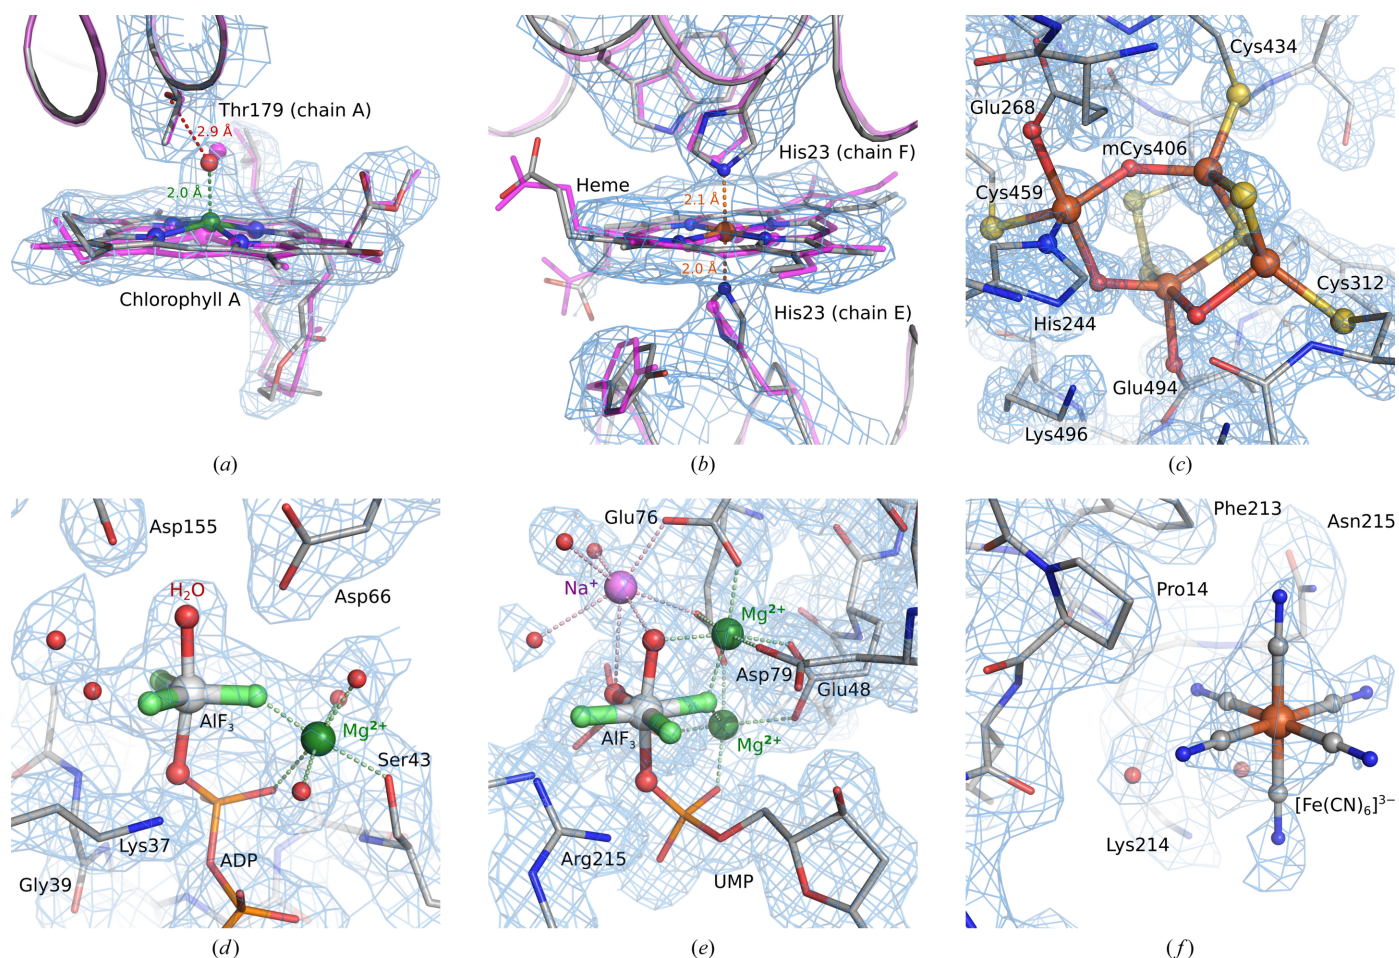 Thr179 (chain A)
2.9 Å
2.0 Å
Chlorophyll A
(a)
His23 (chain F)
Heme
2.1 Å
2.0 Å
His23 (chain E)
(b)
Cys434
Glu268
mCys406
Cys459
Cys312
His244
Glu494
Lys496
(c)
Asp155
H₂O
Asp66
AlF₃
Mg²⁺
Ser43
Lys37
ADP
Gly39
(d)
Glu76
Na⁺
Mg²⁺
Asp79
Glu48
AlF₃
Mg²⁺
Arg215
UMP
(e)
Phe213
Asn215
Pro14
[Fe(CN)₆]³⁻
Lys214
(f)